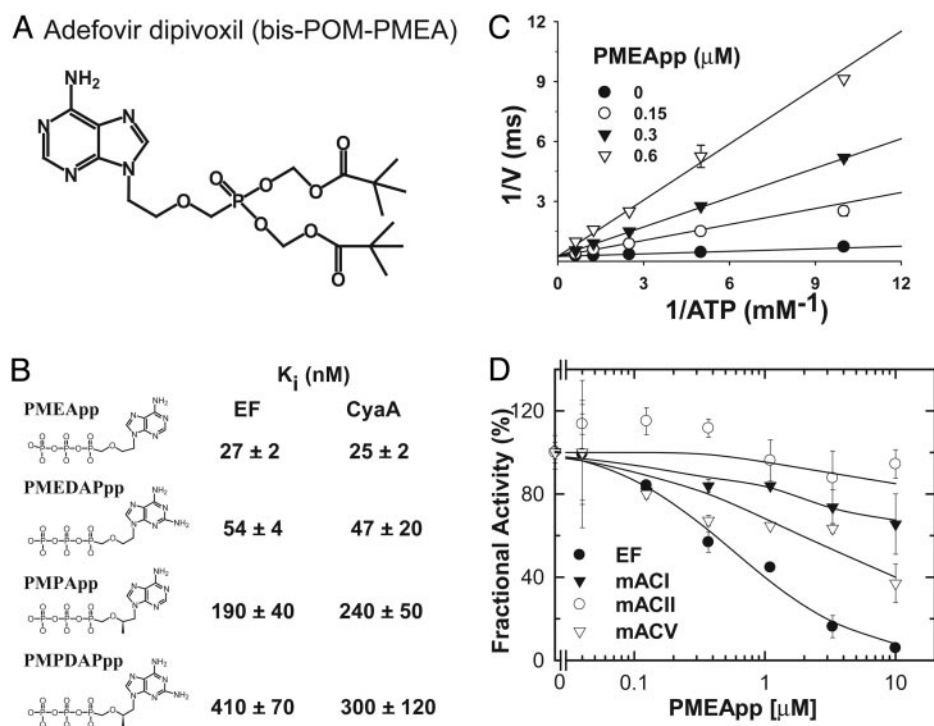 A Adefovir dipivoxil (bis-POM-PMEA)
NH2
N
N
N
N
O
P
O
O
O
O
O
O
O
B
Ki (nM)
EF CyaA
PMEApp
27 ± 2 25 ± 2
PMEDAPpp
54 ± 4 47 ± 20
PMPApp
190 ± 40 240 ± 50
PMPDAPpp
410 ± 70 300 ± 120
C
PMEApp (μM)
0
0.15
0.3
0.6
1/V (ms)
12
9
6
3
0 3 6 9 12
1/ATP (mM-1)
D
Fractional Activity (%)
120
80
40
0
EF
mACI
mACII
mACV
0 0.1 1 10
PMEApp [μM]